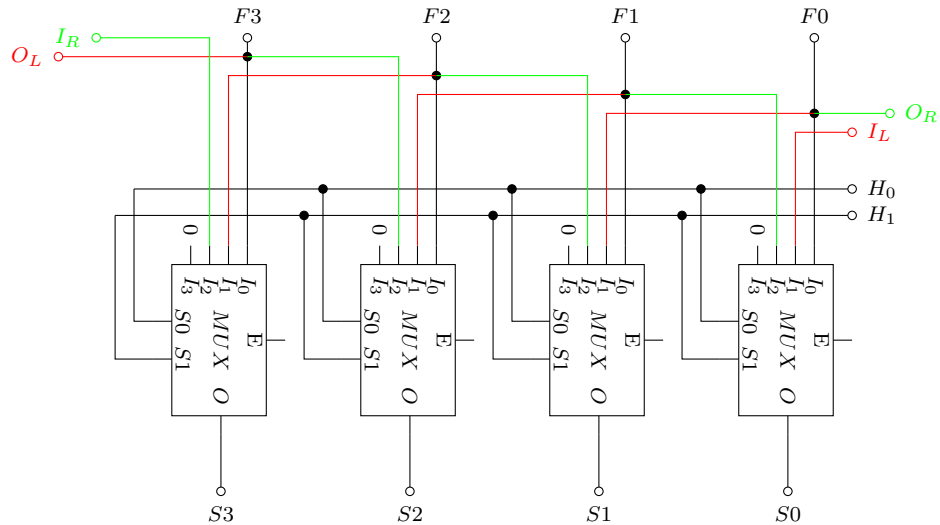 F3 F2 F1 F0
I_R
O_L
O_R
I_L
H_0
H_1
0 0 0 0
I_3 I_2 I_1 I_0 I_3 I_2 I_1 I_0 I_3 I_2 I_1 I_0 I_3 I_2 I_1 I_0
S0 MUX E S0 MUX E S0 MUX E S0 MUX E
S1 O S1 O S1 O S1 O
S3 S2 S1 S0